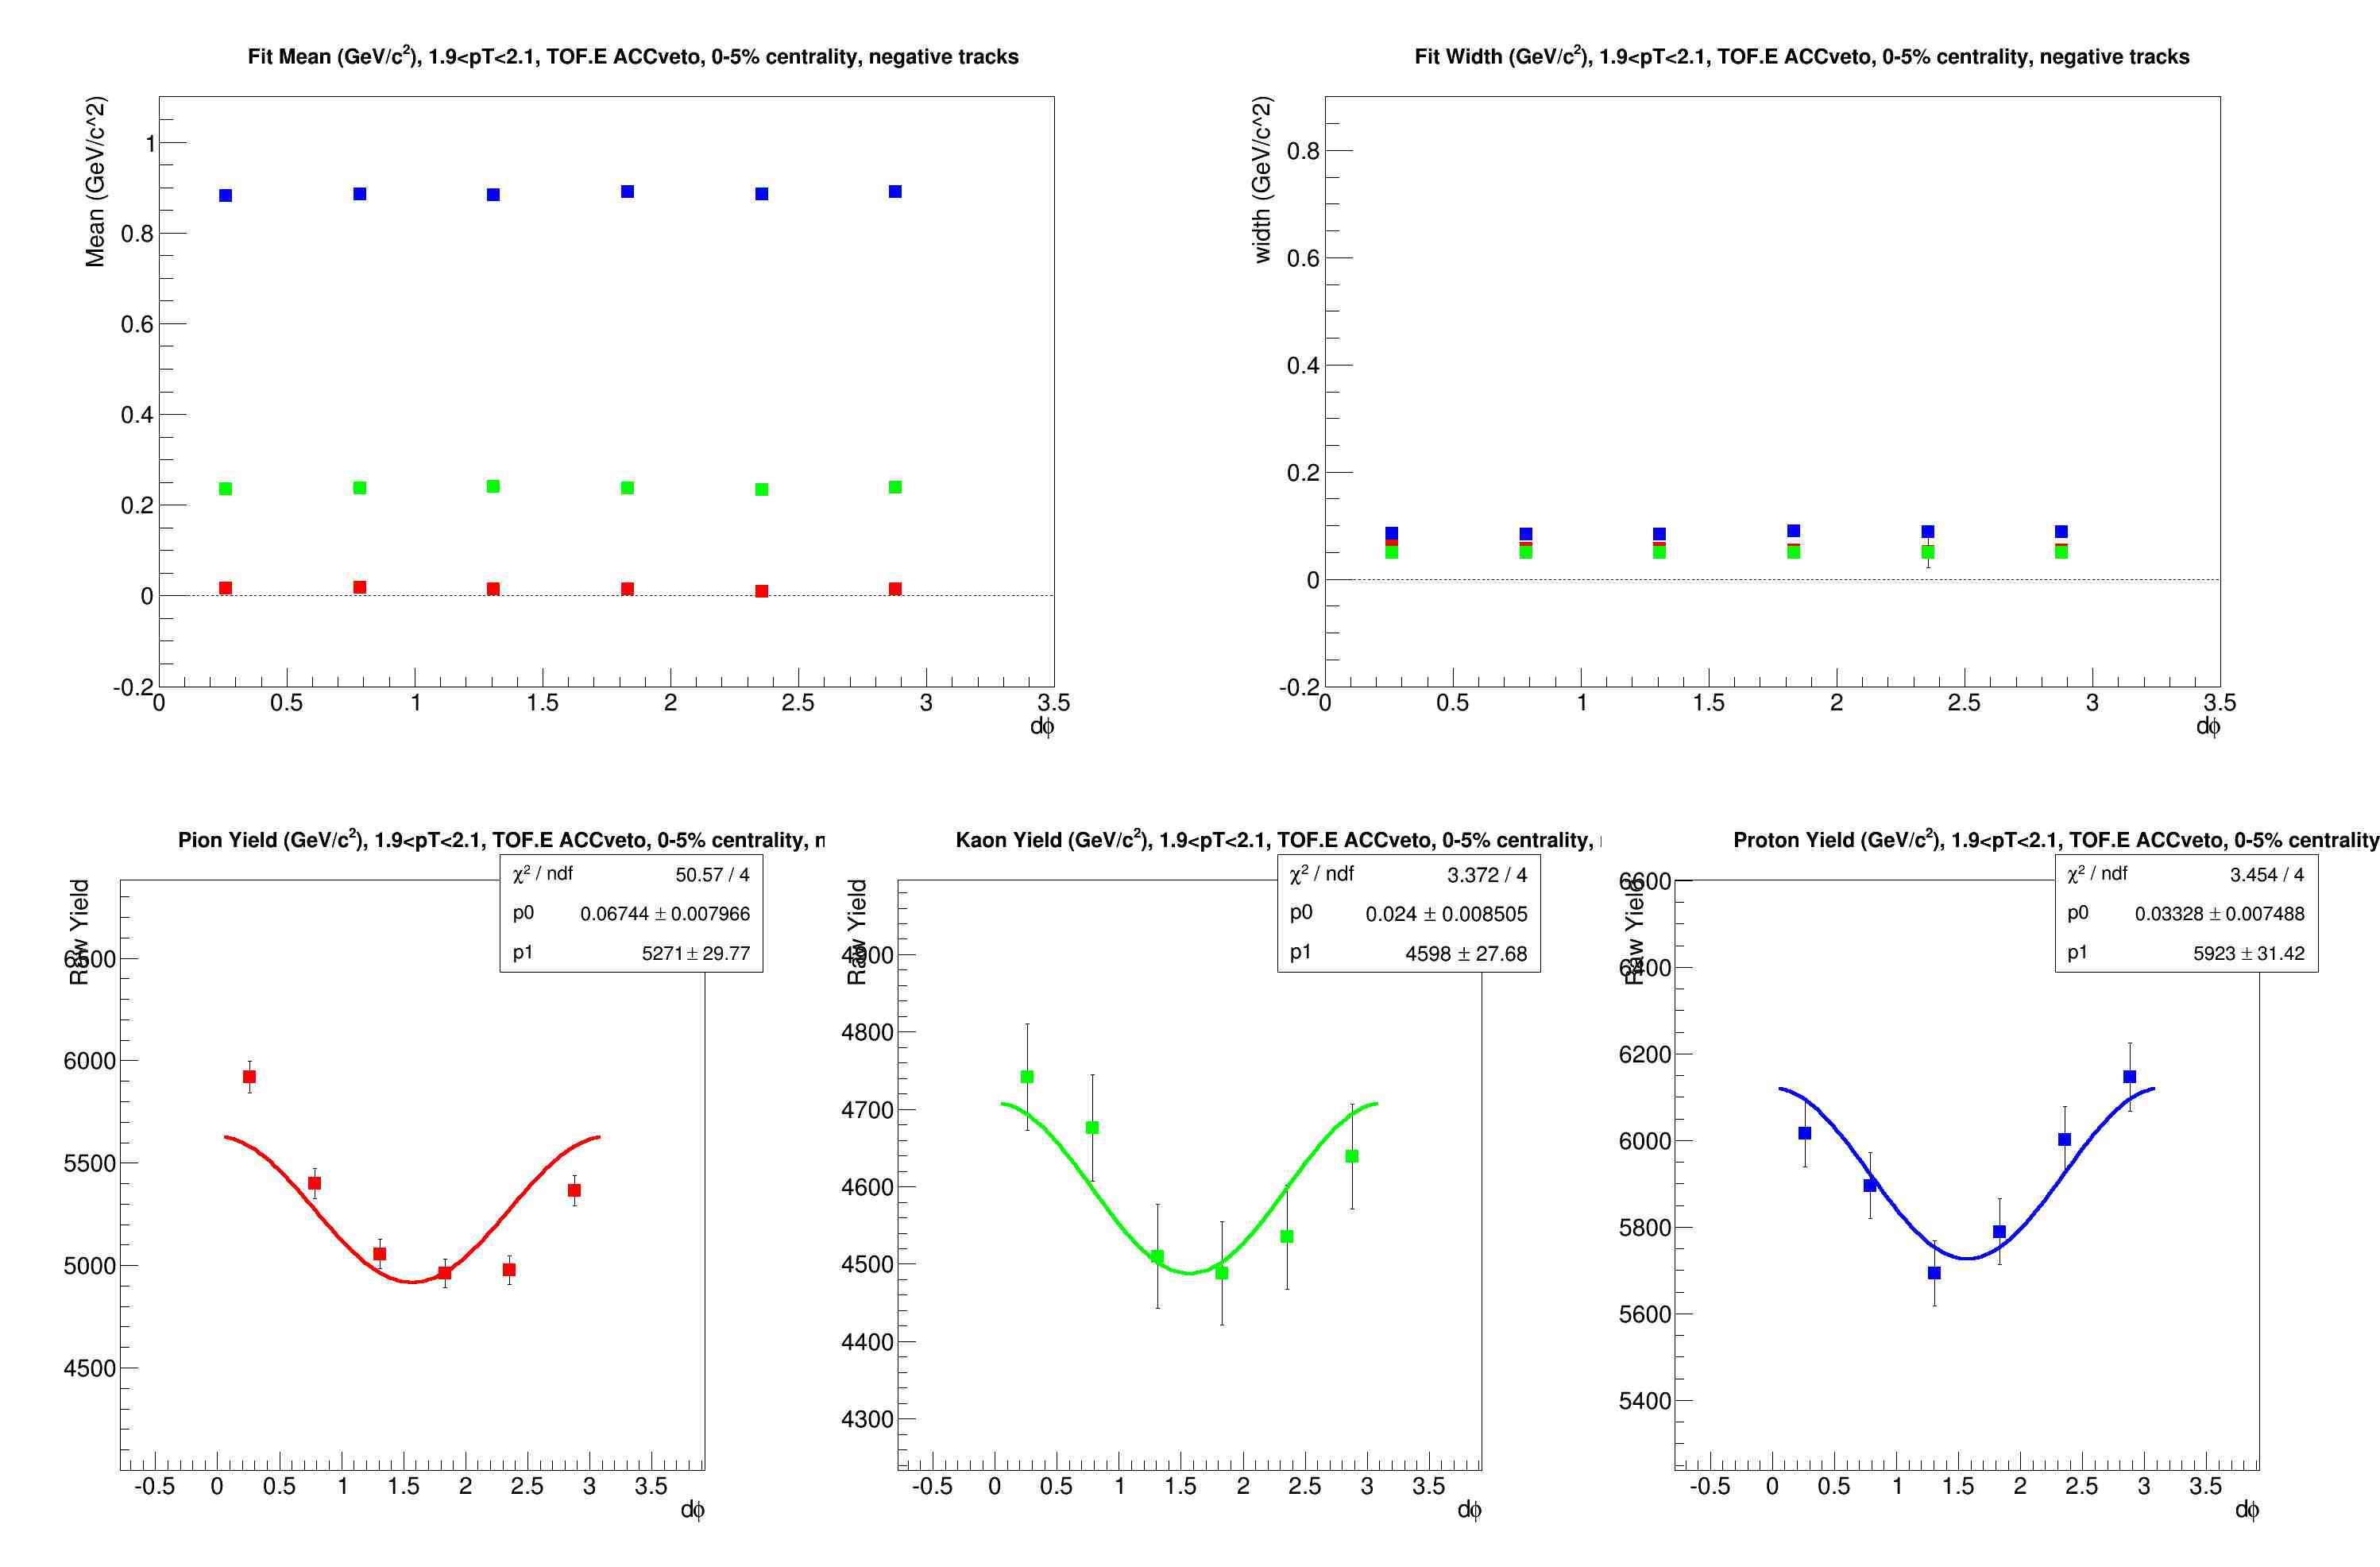 Fit Mean (GeV/c²), 1.9<pT<2.1, TOF.E ACCveto, 0-5% centrality, negative tracks
Mean (GeV/c^2)
1
0.8
0.6
0.4
0.2
0
-0.2
0 0.5 1 1.5 2 2.5 3 3.5
dϕ
Fit Width (GeV/c²), 1.9<pT<2.1, TOF.E ACCveto, 0-5% centrality, negative tracks
width (GeV/c^2)
0.8
0.6
0.4
0.2
0
-0.2
0 0.5 1 1.5 2 2.5 3 3.5
dϕ
Pion Yield (GeV/c²), 1.9<pT<2.1, TOF.E ACCveto, 0-5% centrality, n
χ² / ndf 50.57 / 4
p0 0.06744 ± 0.007966
p1 5271 ± 29.77
Raw Yield
6500
6000
5500
5000
4500
-0.5 0 0.5 1 1.5 2 2.5 3 3.5
dϕ
Kaon Yield (GeV/c²), 1.9<pT<2.1, TOF.E ACCveto, 0-5% centrality,
χ² / ndf 3.372 / 4
p0 0.024 ± 0.008505
p1 4598 ± 27.68
Raw Yield
4900
4800
4700
4600
4500
4400
4300
-0.5 0 0.5 1 1.5 2 2.5 3 3.5
dϕ
Proton Yield (GeV/c²), 1.9<pT<2.1, TOF.E ACCveto, 0-5% centrality
χ² / ndf 3.454 / 4
p0 0.03328 ± 0.007488
p1 5923 ± 31.42
Raw Yield
6600
6400
6200
6000
5800
5600
5400
-0.5 0 0.5 1 1.5 2 2.5 3 3.5
dϕ